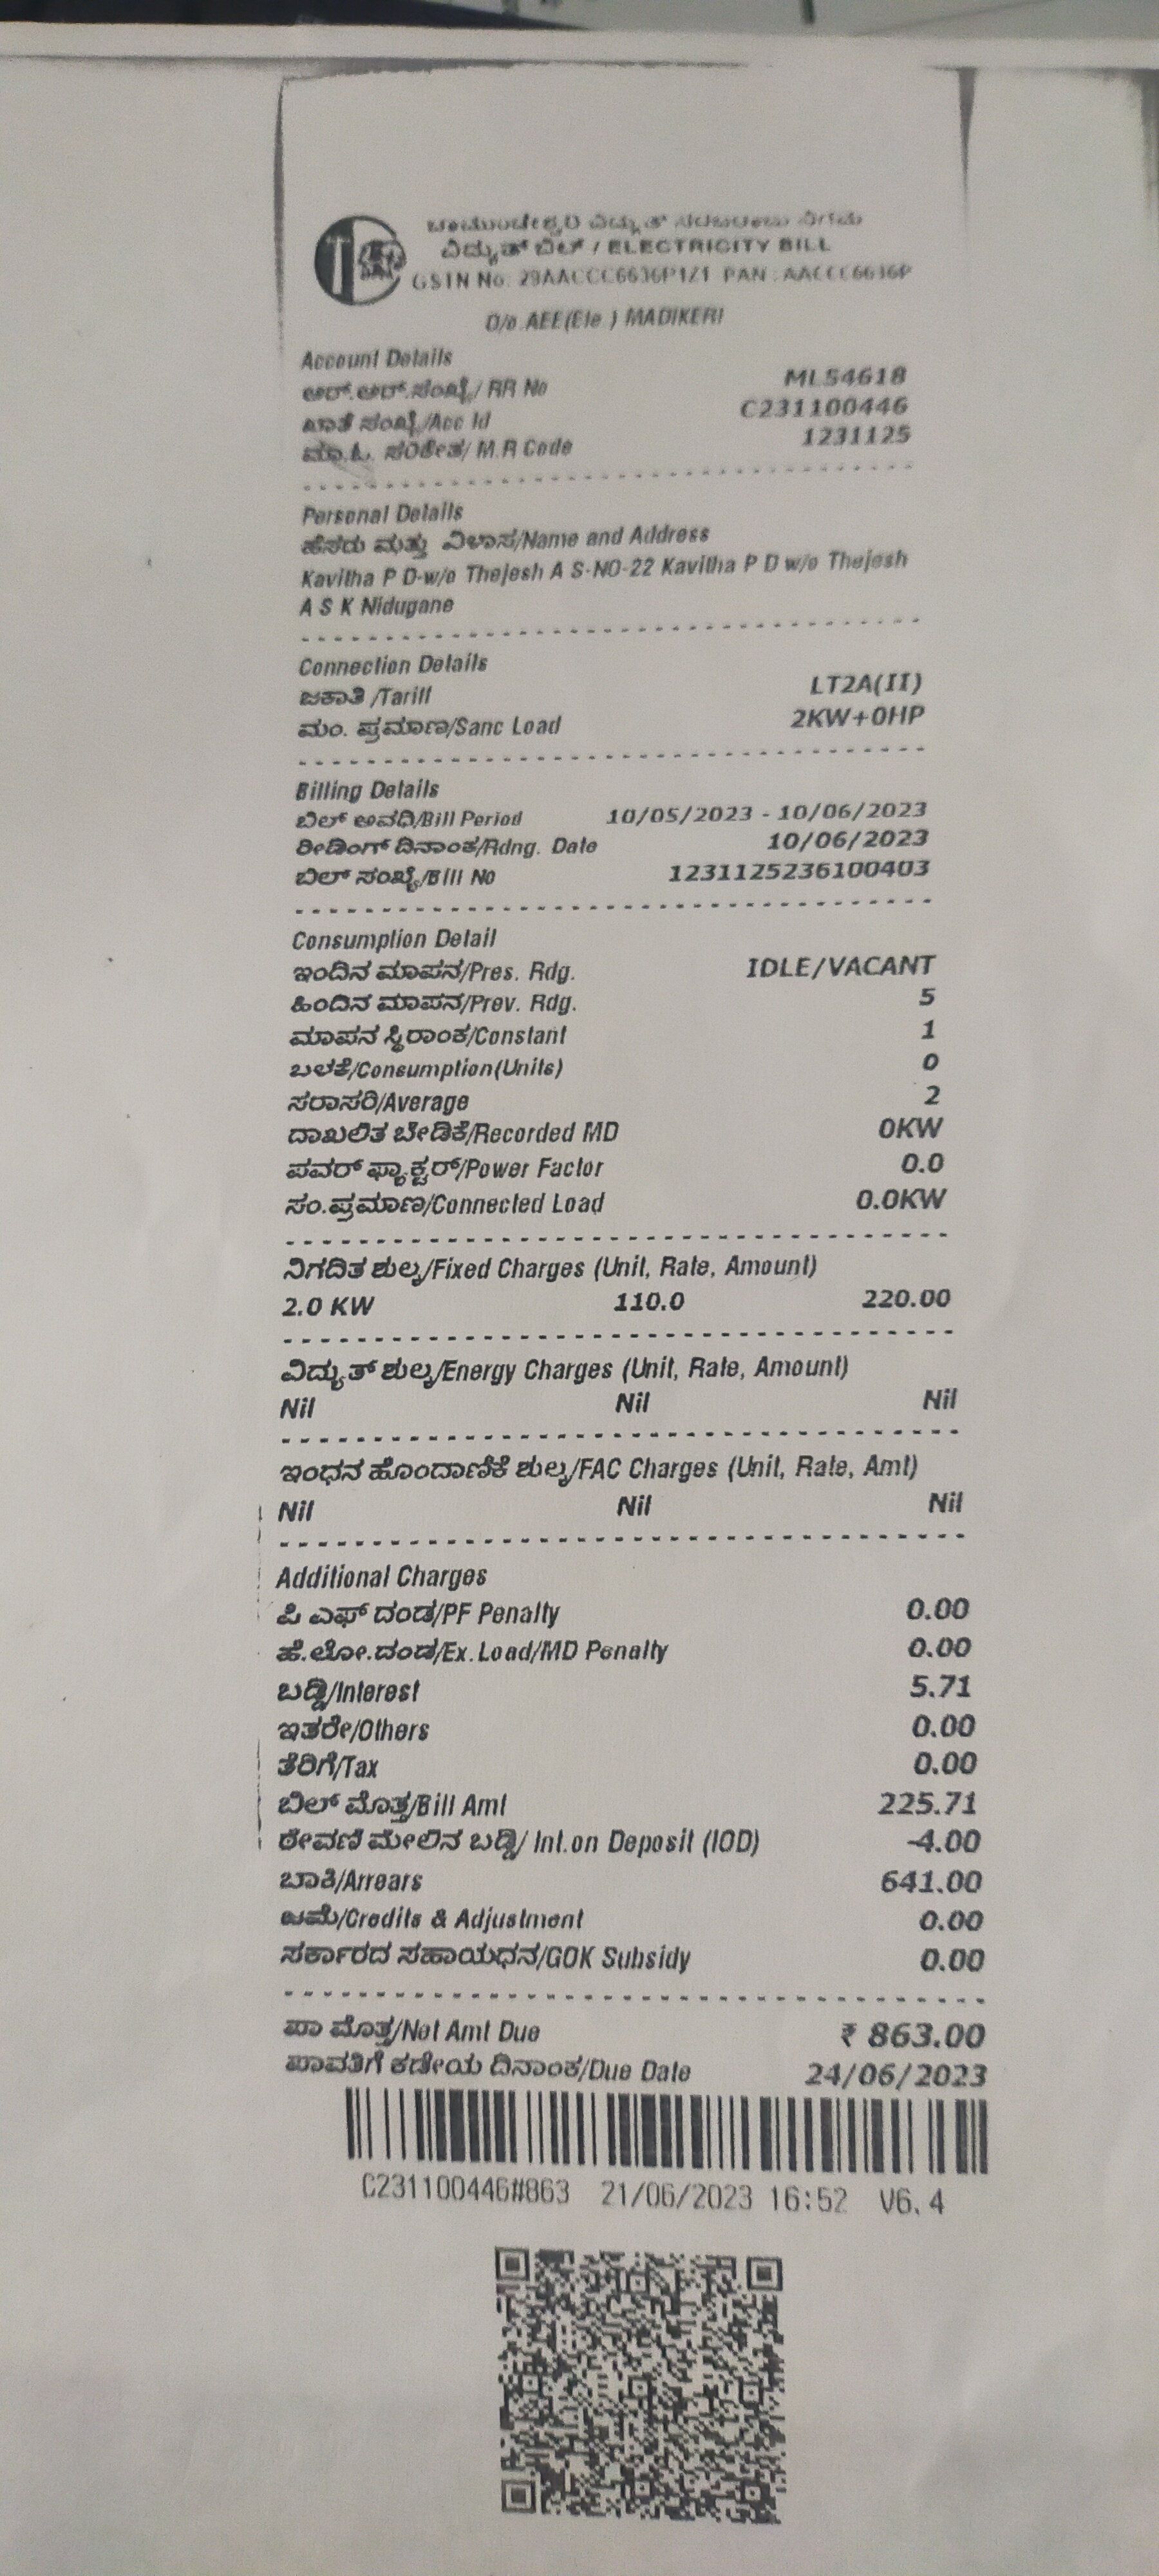 ಚಾಮುಂಡೇಶ್ವರಿ ವಿದ್ಯುತ್ ಸರಬರಾಜು ನಿಗಮ
ವಿದ್ಯುತ್ ಬಿಲ್ / ELECTRICITY BILL
GSTIN No: 29AACCC6636P1Z1 PAN: AACCC6636P
O/o AEE(Ele ) MADIKERI
Account Details
ಆರ್.ಆರ್.ಸಂಖ್ಯೆ/ RR No ML54618
ಖಾತೆ ಸಂಖ್ಯೆ/Acc Id C231100446
ಮಾ.ಓ. ಸಂಕೇತ/ M.R Code 1231125
Personal Details
ಹೆಸರು ಮತ್ತು ವಿಳಾಸ/Name and Address
Kavitha P D-w/o Thejesh A S-NO-22 Kavitha P D w/o Thejesh
A S K Nidugane
Connection Details
ಜಕಾತಿ /Tariff LT2A(II)
ಮಂ. ಪ್ರಮಾಣ/Sanc Load 2KW+0HP
Billing Details
ಬಿಲ್ ಅವಧಿ/Bill Period 10/05/2023 - 10/06/2023
ರೀಡಿಂಗ್ ದಿನಾಂಕ/Rdng. Date 10/06/2023
ಬಿಲ್ ಸಂಖ್ಯೆ/Bill No 1231125236100403
Consumption Detail
ಇಂದಿನ ಮಾಪನ/Pres. Rdg. IDLE/VACANT
ಹಿಂದಿನ ಮಾಪನ/Prev. Rdg. 5
ಮಾಪನ ಸ್ಥಿರಾಂಕ/Constant 1
ಬಳಕೆ/Consumption(Units) 0
ಸರಾಸರಿ/Average 2
ದಾಖಲಿತ ಬೇಡಿಕೆ/Recorded MD 0KW
ಪವರ್ ಫ್ಯಾಕ್ಟರ್/Power Factor 0.0
ಸಂ.ಪ್ರಮಾಣ/Connected Load 0.0KW
ನಿಗದಿತ ಶುಲ್ಕ/Fixed Charges (Unit, Rate, Amount)
2.0 KW 110.0 220.00
ವಿದ್ಯುತ್ ಶುಲ್ಕ/Energy Charges (Unit, Rate, Amount)
Nil Nil Nil
ಇಂಧನ ಹೊಂದಾಣಿಕೆ ಶುಲ್ಕ/FAC Charges (Unit, Rate, Amt)
Nil Nil Nil
Additional Charges
ಪಿ ಎಫ್ ದಂಡ/PF Penalty 0.00
ಹೆ.ಲೋ.ದಂಡ/Ex.Load/MD Penalty 0.00
ಬಡ್ಡಿ/Interest 5.71
ಇತರೇ/Others 0.00
ತೆರಿಗೆ/Tax 0.00
ಬಿಲ್ ಮೊತ್ತ/Bill Amt 225.71
ಠೇವಣಿ ಮೇಲಿನ ಬಡ್ಡಿ/ Int.on Deposit (IOD) -4.00
ಬಾಕಿ/Arrears 641.00
ಜಮೆ/Credits & Adjustment 0.00
ಸರ್ಕಾರದ ಸಹಾಯಧನ/GOK Subsidy 0.00
ಪಾ ಮೊತ್ತ/Net Amt Due ₹ 863.00
ಪಾವತಿಗೆ ಕಡೇಯ ದಿನಾಂಕ/Due Date 24/06/2023
C231100446#863 21/06/2023 16:52 V6.4